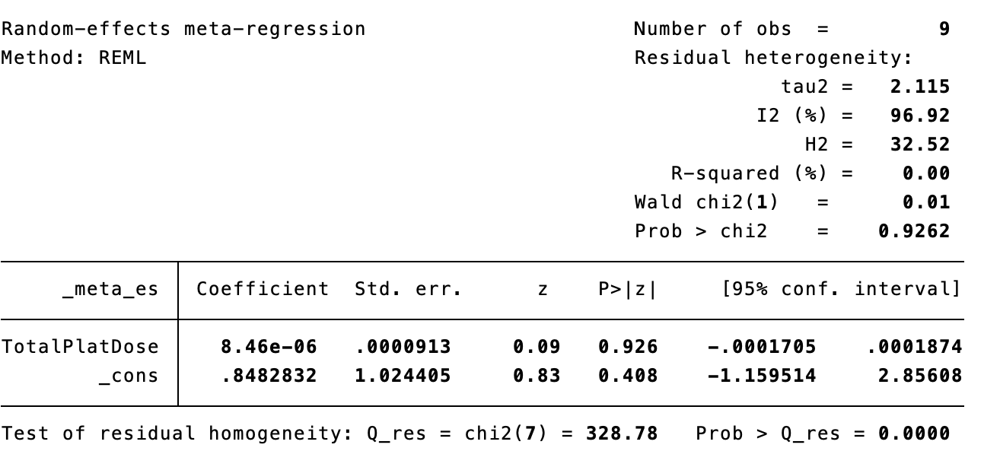 Random-effects meta-regression Number of obs = 9
Method: REML Residual heterogeneity:
tau2 = 2.115
I2 (%) = 96.92
H2 = 32.52
R-squared (%) = 0.00
Wald chi2(1) = 0.01
Prob > chi2 = 0.9262
_meta_es Coefficient Std. err. z P>|z| [95% conf. interval]
TotalPlatDose 8.46e-06 .0000913 0.09 0.926 -.0001705 .0001874
_cons .8482832 1.024405 0.83 0.408 -1.159514 2.85608
Test of residual homogeneity: Q_res = chi2(7) = 328.78 Prob > Q_res = 0.0000